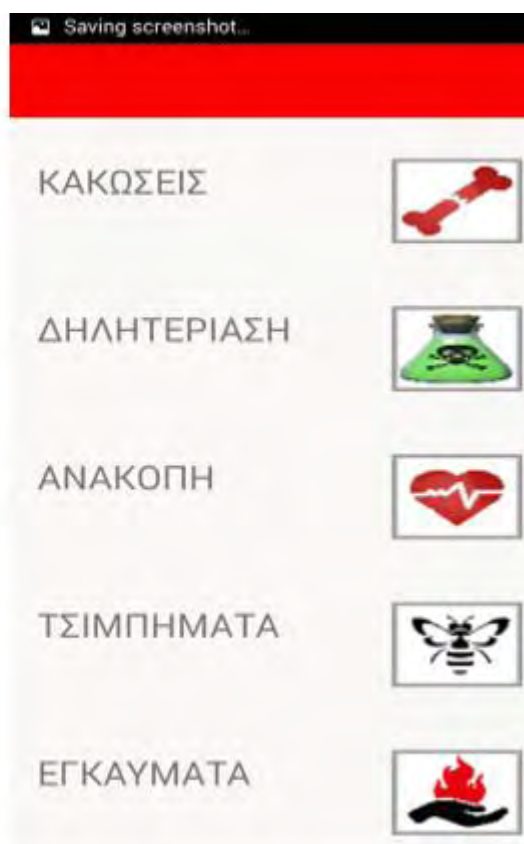 Saving screenshot...
ΚΑΚΩΣΕΙΣ
ΔΗΛΗΤΕΡΙΑΣΗ
ΑΝΑΚΟΠΗ
ΤΣΙΜΠΗΜΑΤΑ
ΕΓΚΑΥΜΑΤΑ